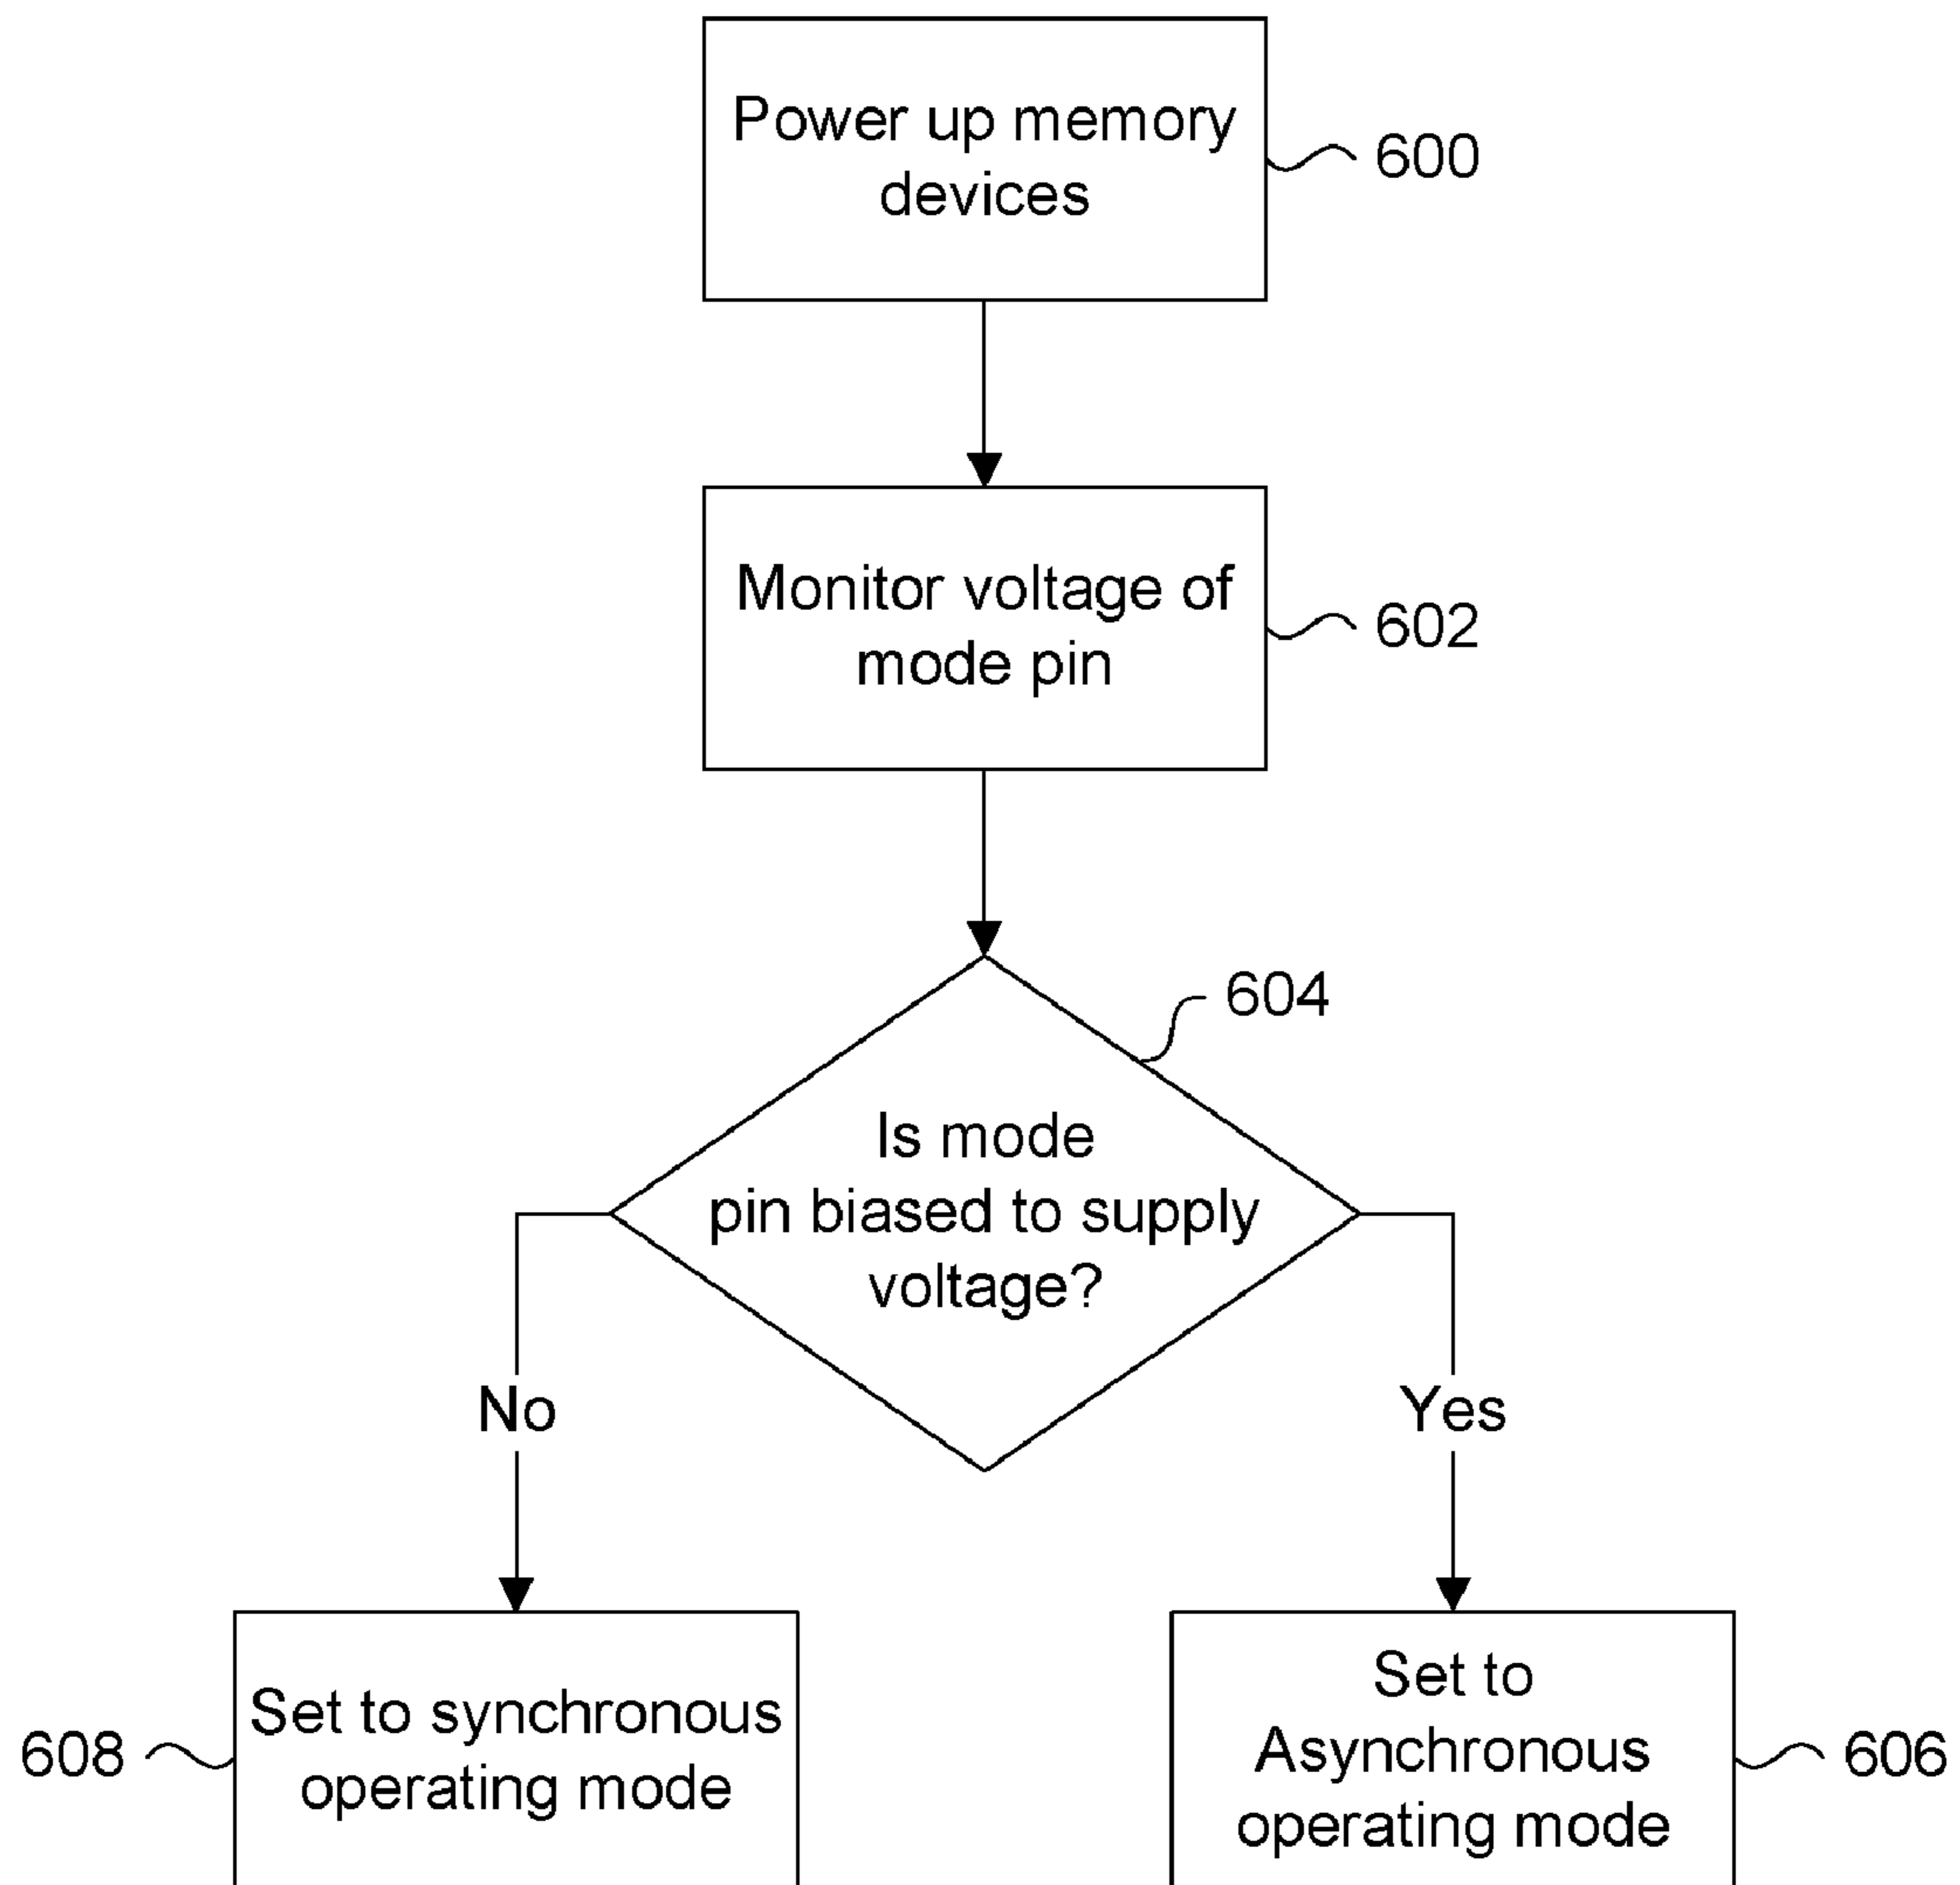 Power up memory
devices
600
Monitor voltage of
mode pin
602
604
Is mode
pin biased to supply
voltage?
No
Yes
608
Set to synchronous
operating mode
Set to
Asynchronous
operating mode
606